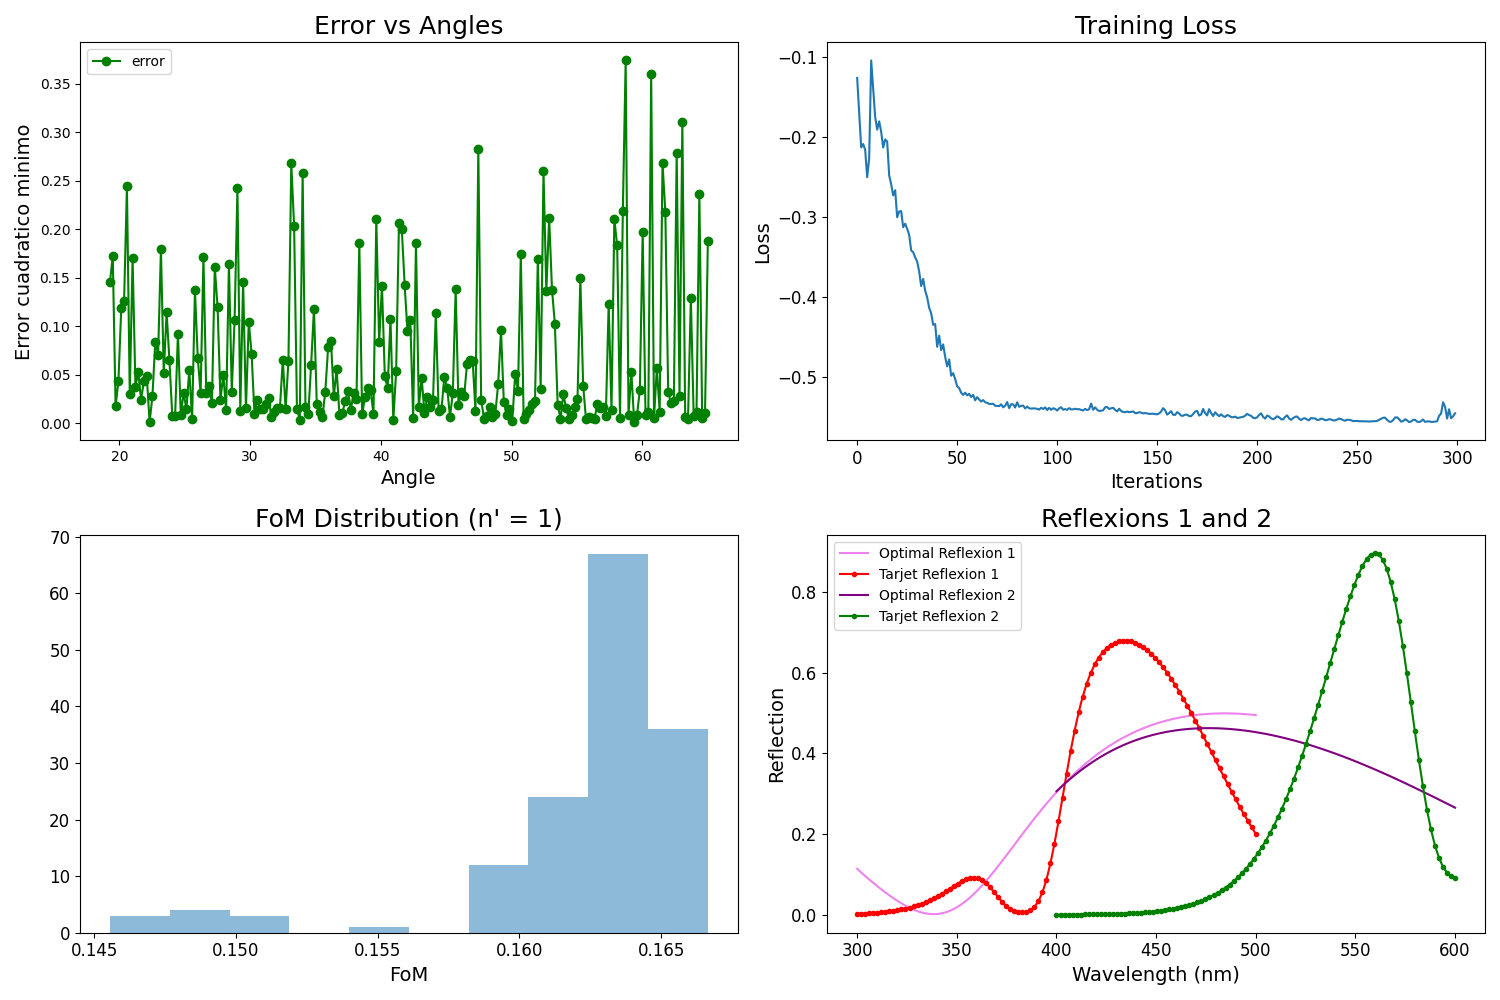 Error vs Angles
error
Error cuadratico minimo
0.35
0.30
0.25
0.20
0.15
0.10
0.05
0.00
20 30 40 50 60
Angle
Training Loss
Loss
−0.1
−0.2
−0.3
−0.4
−0.5
0 50 100 150 200 250 300
Iterations
FoM Distribution (n' = 1)
70
60
50
40
30
20
10
0
0.145 0.150 0.155 0.160 0.165
FoM
Reflexions 1 and 2
Optimal Reflexion 1
Tarjet Reflexion 1
Optimal Reflexion 2
Tarjet Reflexion 2
Reflection
0.8
0.6
0.4
0.2
0.0
300 350 400 450 500 550 600
Wavelength (nm)